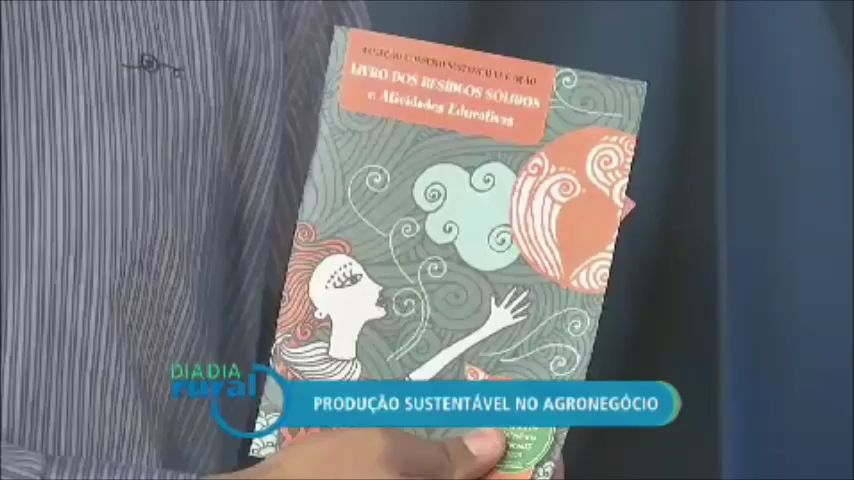 LIVRO DOS RESÍDUOS SÓLIDOS
e Atividades Educativas
DIA DIA
rural
PRODUÇÃO SUSTENTÁVEL NO AGRONEGÓCIO